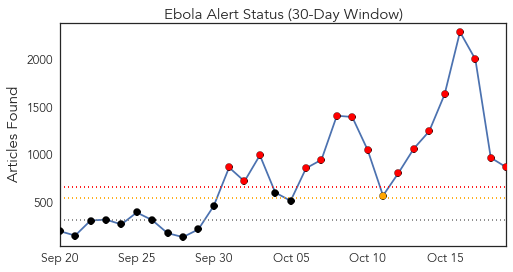 Ebola Alert Status (30-Day Window)
Articles Found
2000
1500
1000
500
Sep 20 Sep 25 Sep 30 Oct 05 Oct 10 Oct 15